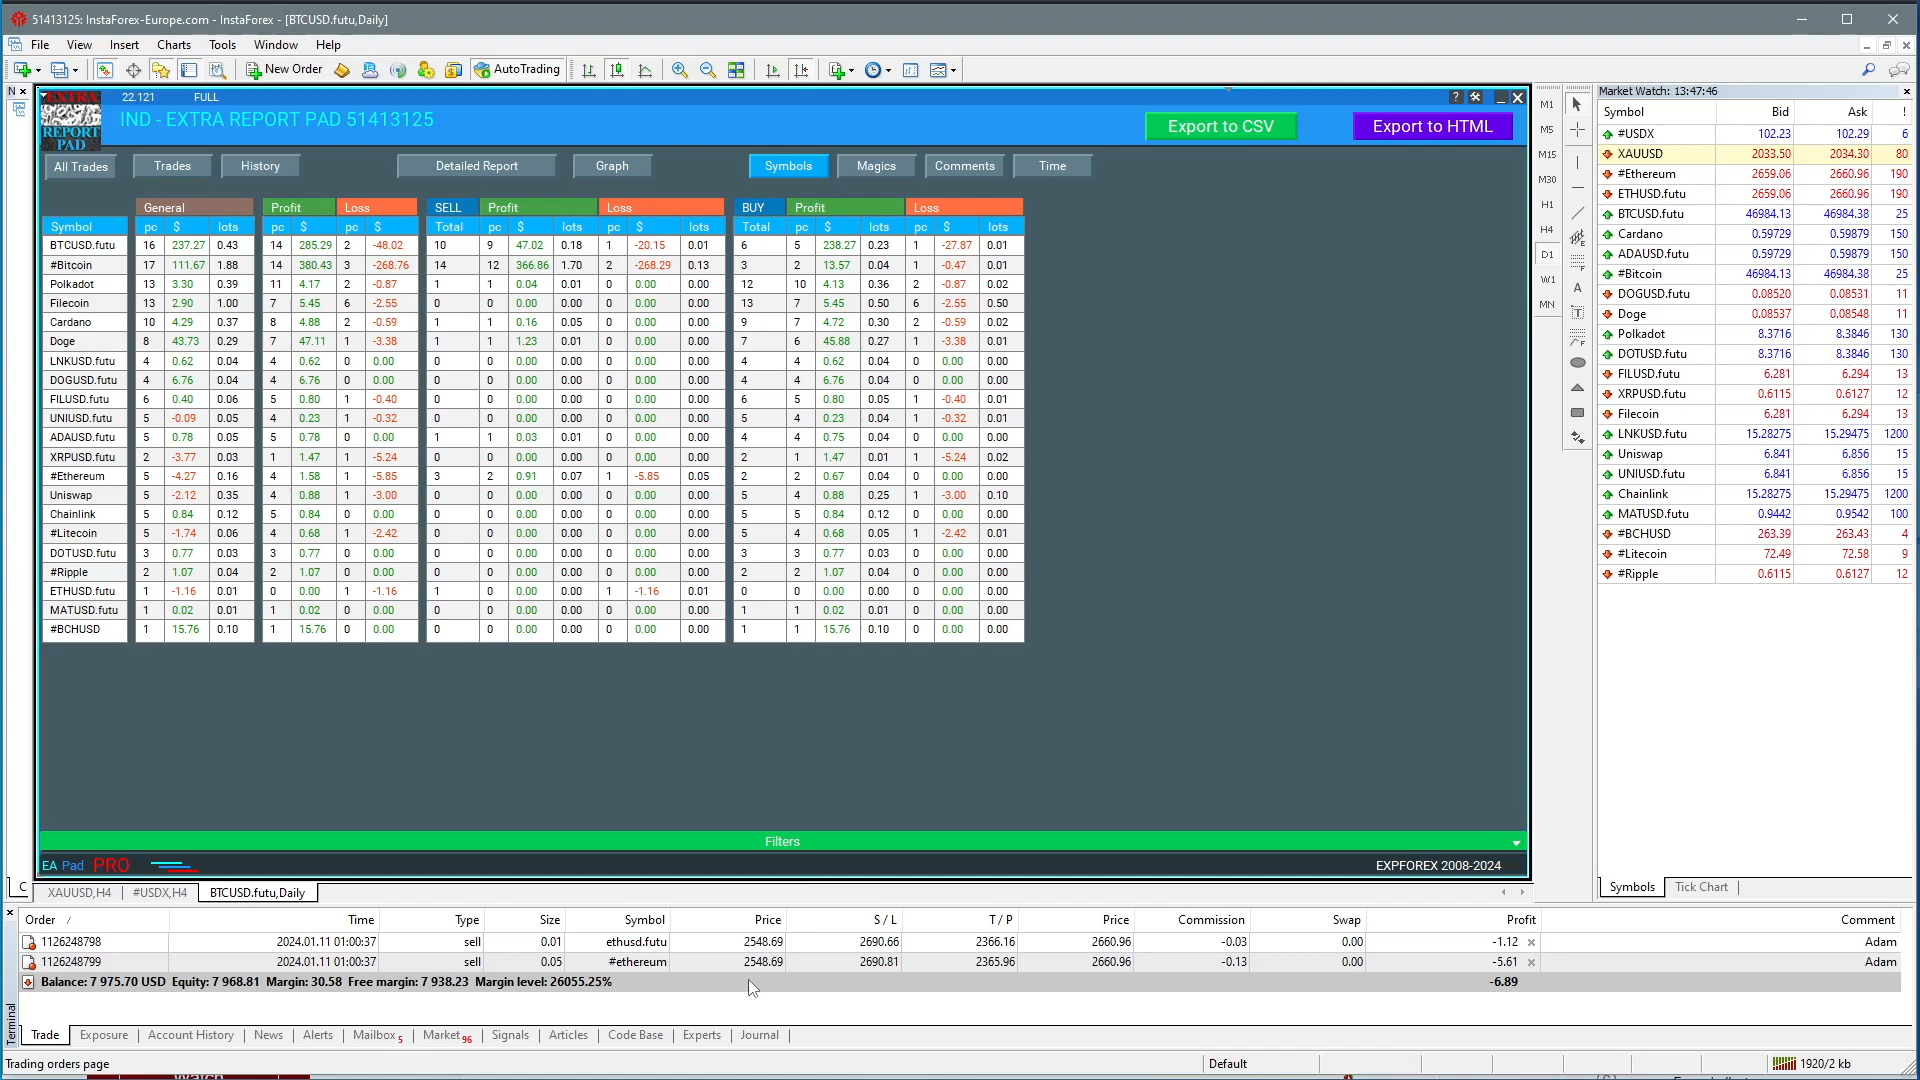 51413125: InstaForex-Europe.com - InstaForex - [BTCUSD.futu,Daily]
File View Insert Charts Tools Window Help
New Order AutoTrading
N
EXTRA REPORT PAD
22.121 FULL
IND - EXTRA REPORT PAD 51413125
Export to CSV Export to HTML
All Trades Trades History Detailed Report Graph Symbols Magics Comments Time
General Profit Loss SELL Profit Loss BUY Profit Loss
Symbol pc $ lots pc $ pc $ Total pc $ lots pc $ lots Total pc $ lots pc $ lots
BTCUSD.futu 16 237.27 0.43 14 285.29 2 -48.02 10 9 47.02 0.18 1 -20.15 0.01 6 5 238.27 0.23 1 -27.87 0.01
#Bitcoin 17 111.67 1.88 14 380.43 3 -268.76 14 12 366.86 1.70 2 -268.29 0.13 3 2 13.57 0.04 1 -0.47 0.01
Polkadot 13 3.30 0.39 11 4.17 2 -0.87 1 1 0.04 0.01 0 0.00 0.00 12 10 4.13 0.36 2 -0.87 0.02
Filecoin 13 2.90 1.00 7 5.45 6 -2.55 0 0 0.00 0.00 0 0.00 0.00 13 7 5.45 0.50 6 -2.55 0.50
Cardano 10 4.29 0.37 8 4.88 2 -0.59 1 1 0.16 0.05 0 0.00 0.00 9 7 4.72 0.30 2 -0.59 0.02
Doge 8 43.73 0.29 7 47.11 1 -3.38 1 1 1.23 0.01 0 0.00 0.00 7 6 45.88 0.27 1 -3.38 0.01
LNKUSD.futu 4 0.62 0.04 4 0.62 0 0.00 0 0 0.00 0.00 0 0.00 0.00 4 4 0.62 0.04 0 0.00 0.00
DOGUSD.futu 4 6.76 0.04 4 6.76 0 0.00 0 0 0.00 0.00 0 0.00 0.00 4 4 6.76 0.04 0 0.00 0.00
FILUSD.futu 6 0.40 0.06 5 0.80 1 -0.40 0 0 0.00 0.00 0 0.00 0.00 6 5 0.80 0.05 1 -0.40 0.01
UNIUSD.futu 5 -0.09 0.05 4 0.23 1 -0.32 0 0 0.00 0.00 0 0.00 0.00 5 4 0.23 0.04 1 -0.32 0.01
ADAUSD.futu 5 0.78 0.05 5 0.78 0 0.00 1 1 0.03 0.01 0 0.00 0.00 4 4 0.75 0.04 0 0.00 0.00
XRPUSD.futu 2 -3.77 0.03 1 1.47 1 -5.24 0 0 0.00 0.00 0 0.00 0.00 2 1 1.47 0.01 1 -5.24 0.02
#Ethereum 5 -4.27 0.16 4 1.58 1 -5.85 3 2 0.91 0.07 1 -5.85 0.05 2 2 0.67 0.04 0 0.00 0.00
Uniswap 5 -2.12 0.35 4 0.88 1 -3.00 0 0 0.00 0.00 0 0.00 0.00 5 4 0.88 0.25 1 -3.00 0.10
Chainlink 5 0.84 0.12 5 0.84 0 0.00 0 0 0.00 0.00 0 0.00 0.00 5 5 0.84 0.12 0 0.00 0.00
#Litecoin 5 -1.74 0.06 4 0.68 1 -2.42 0 0 0.00 0.00 0 0.00 0.00 5 4 0.68 0.05 1 -2.42 0.01
DOTUSD.futu 3 0.77 0.03 3 0.77 0 0.00 0 0 0.00 0.00 0 0.00 0.00 3 3 0.77 0.03 0 0.00 0.00
#Ripple 2 1.07 0.04 2 1.07 0 0.00 0 0 0.00 0.00 0 0.00 0.00 2 2 1.07 0.04 0 0.00 0.00
ETHUSD.futu 1 -1.16 0.01 0 0.00 1 -1.16 1 0 0.00 0.00 1 -1.16 0.01 0 0 0.00 0.00 0 0.00 0.00
MATUSD.futu 1 0.02 0.01 1 0.02 0 0.00 0 0 0.00 0.00 0 0.00 0.00 1 1 0.02 0.01 0 0.00 0.00
#BCHUSD 1 15.76 0.10 1 15.76 0 0.00 0 0 0.00 0.00 0 0.00 0.00 1 1 15.76 0.10 0 0.00 0.00
Filters
EA Pad PRO
EXPFOREX 2008-2024
M1
M5
M15
M30
H1
H4
D1
W1
MN
Market Watch: 13:47:46
Symbol Bid Ask !
#USDX 102.23 102.29 6
XAUUSD 2033.50 2034.30 80
#Ethereum 2659.06 2660.96 190
ETHUSD.futu 2659.06 2660.96 190
BTCUSD.futu 46984.13 46984.38 25
Cardano 0.59729 0.59879 150
ADAUSD.futu 0.59729 0.59879 150
#Bitcoin 46984.13 46984.38 25
DOGUSD.futu 0.08520 0.08531 11
Doge 0.08537 0.08548 11
Polkadot 8.3716 8.3846 130
DOTUSD.futu 8.3716 8.3846 130
FILUSD.futu 6.281 6.294 13
XRPUSD.futu 0.6115 0.6127 12
Filecoin 6.281 6.294 13
LNKUSD.futu 15.28275 15.29475 1200
Uniswap 6.841 6.856 15
UNIUSD.futu 6.841 6.856 15
Chainlink 15.28275 15.29475 1200
MATUSD.futu 0.9442 0.9542 100
#BCHUSD 263.39 263.43 4
#Litecoin 72.49 72.58 9
#Ripple 0.6115 0.6127 12
Symbols Tick Chart
C XAUUSD,H4 #USDX,H4 BTCUSD.futu,Daily
Order / Time Type Size Symbol Price S / L T / P Price Commission Swap Profit Comment
1126248798 2024.01.11 01:00:37 sell 0.01 ethusd.futu 2548.69 2690.66 2366.16 2660.96 -0.03 0.00 -1.12 Adam
1126248799 2024.01.11 01:00:37 sell 0.05 #ethereum 2548.69 2690.81 2365.96 2660.96 -0.13 0.00 -5.61 Adam
Balance: 7 975.70 USD Equity: 7 968.81 Margin: 30.58 Free margin: 7 938.23 Margin level: 26055.25% -6.89
Terminal
Trade Exposure Account History News Alerts Mailbox 5 Market 96 Signals Articles Code Base Experts Journal
Trading orders page Default 1920/2 kb